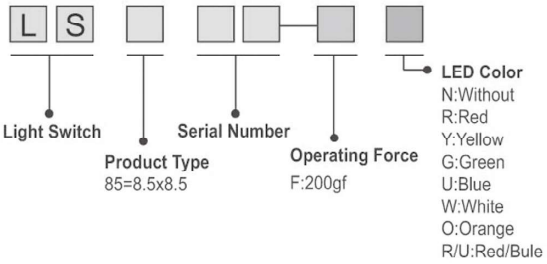 L S
LED Color
N:Without
R:Red
Y:Yellow
G:Green
U:Blue
W:White
O:Orange
R/U:Red/Bule
Light Switch
Serial Number
Product Type
85=8.5x8.5
Operating Force
F:200gf